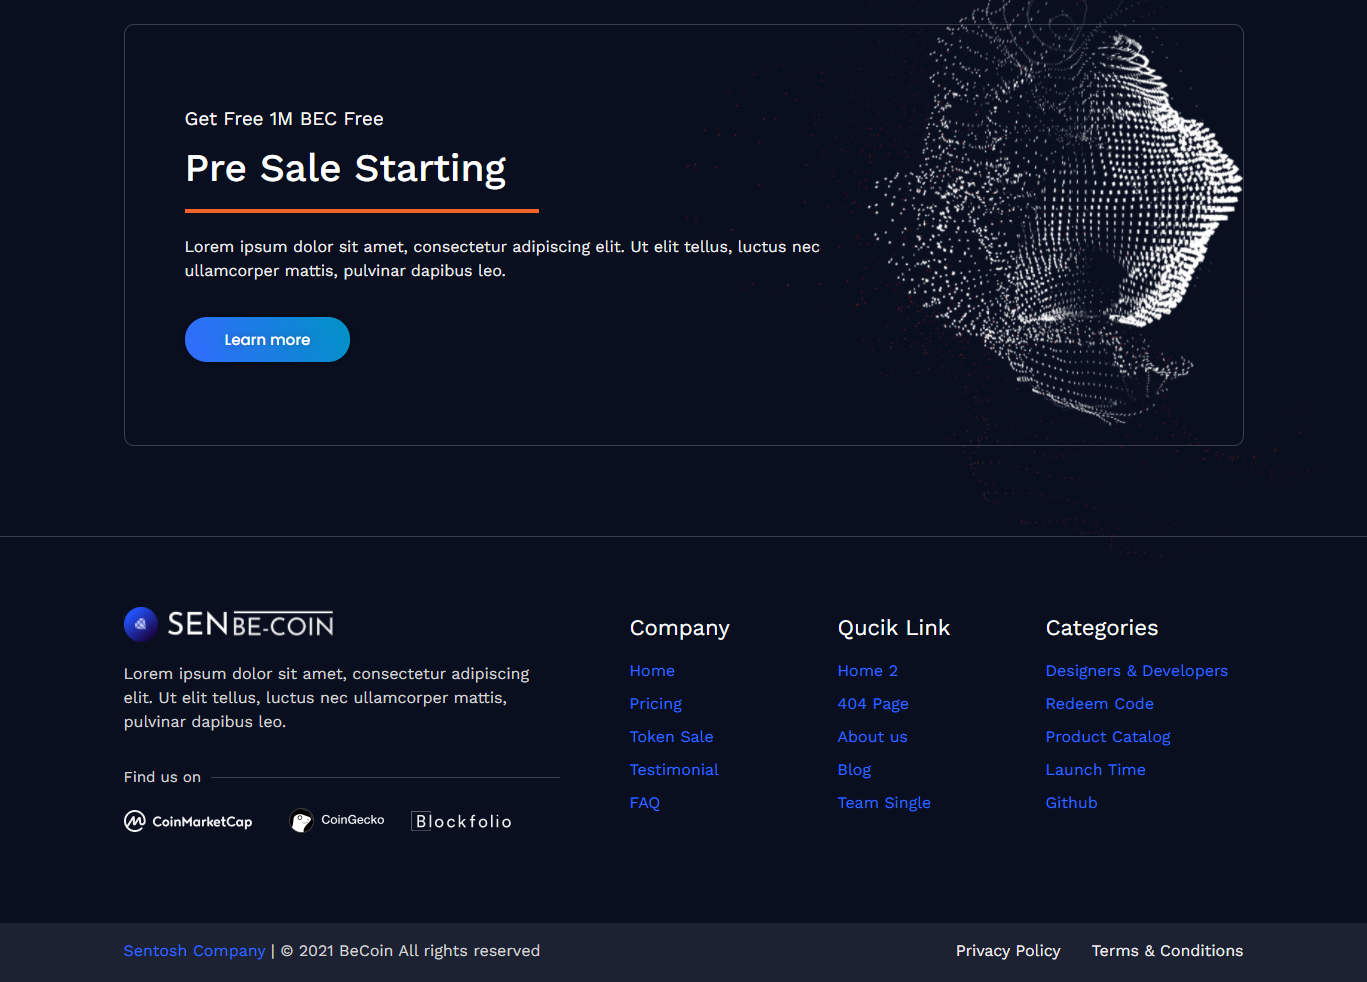 Get Free 1M BEC Free
Pre Sale Starting
Lorem ipsum dolor sit amet, consectetur adipiscing elit. Ut elit tellus, luctus nec
ullamcorper mattis, pulvinar dapibus leo.
Learn more
SEN BE-COIN
Lorem ipsum dolor sit amet, consectetur adipiscing
elit. Ut elit tellus, luctus nec ullamcorper mattis,
pulvinar dapibus leo.
Find us on
CoinMarketCap
CoinGecko
Blockfolio
Company
Home
Pricing
Token Sale
Testimonial
FAQ
Qucik Link
Home 2
404 Page
About us
Blog
Team Single
Categories
Designers & Developers
Redeem Code
Product Catalog
Launch Time
Github
Sentosh Company | © 2021 BeCoin All rights reserved
Privacy Policy
Terms & Conditions